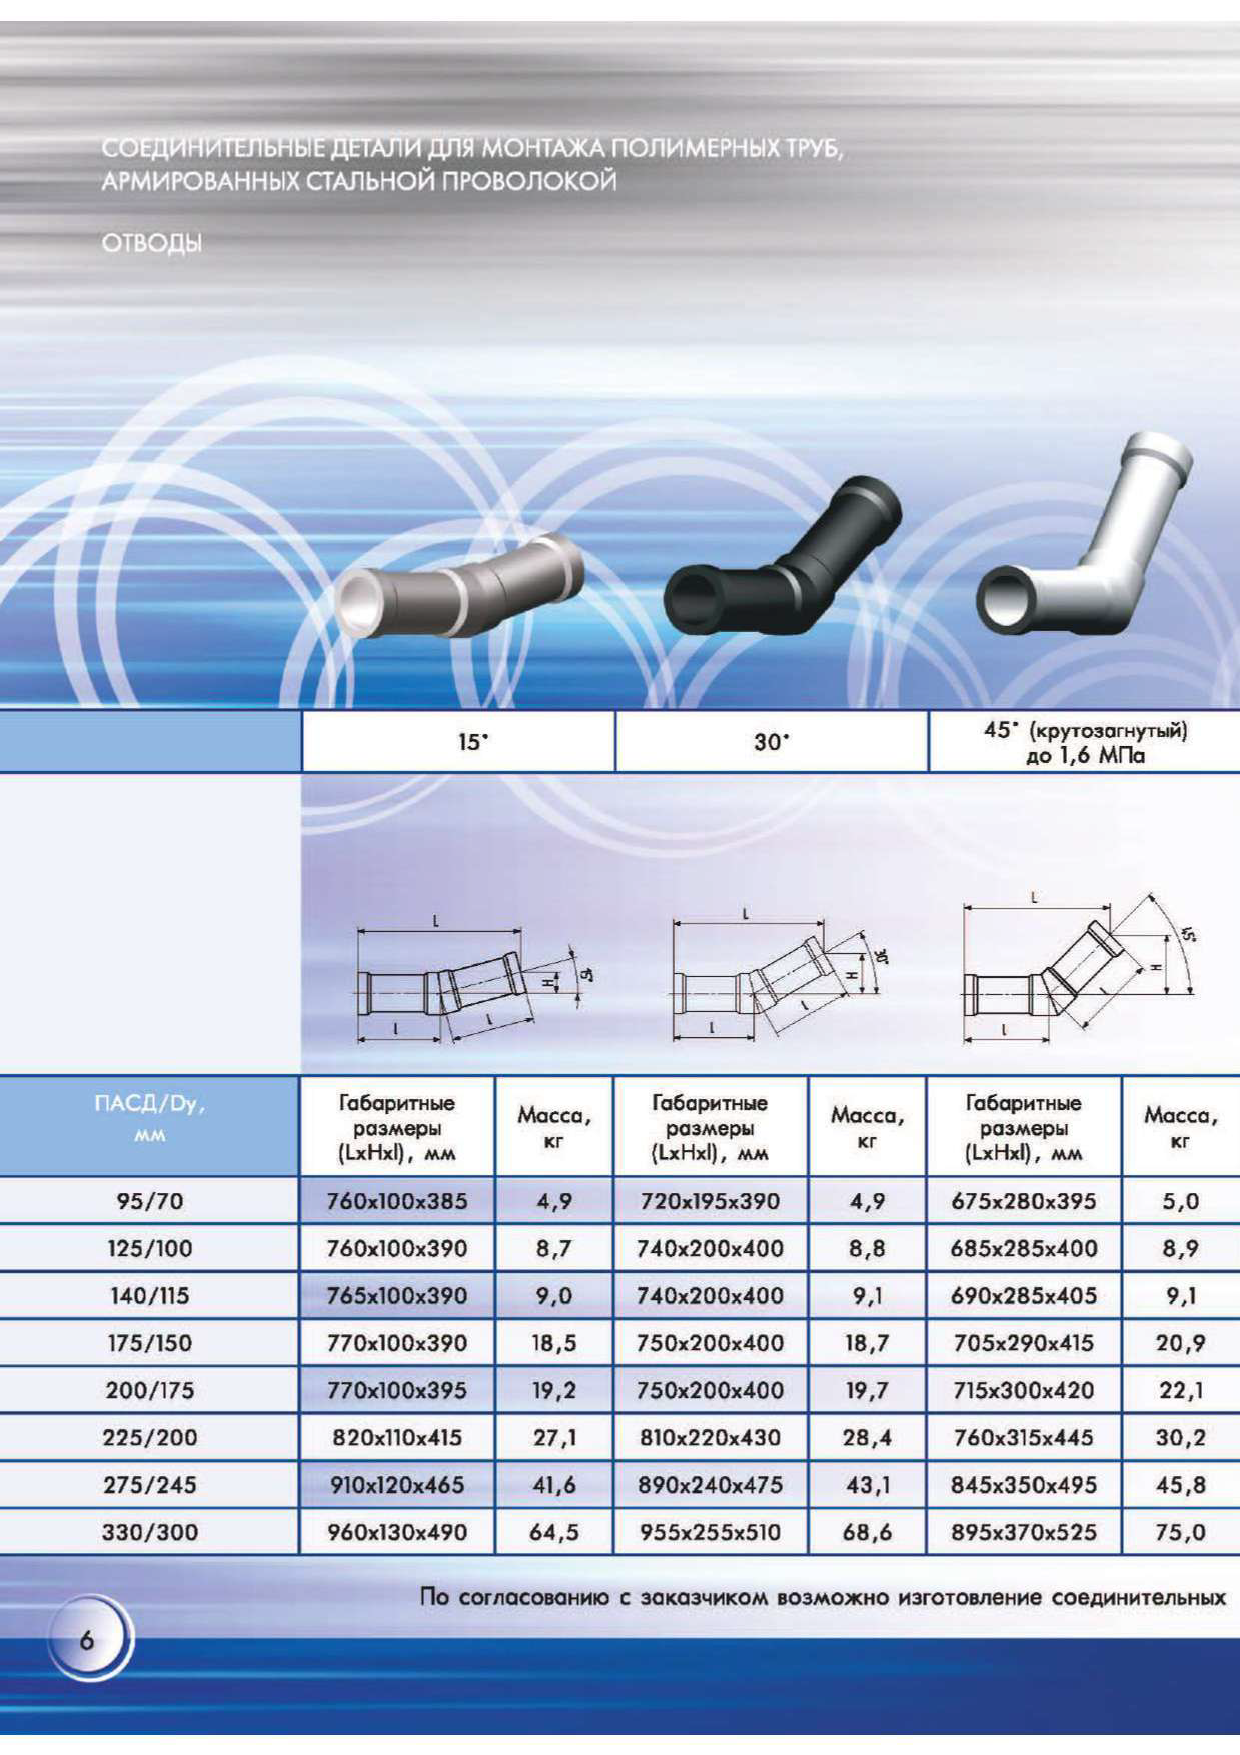 СОЕДИНИТЕЛЬНЫЕ ДЕТАЛИ ДЛЯ МОНТАЖА ПОЛИМЕРНЫХ ТРУБ,
АРМИРОВАННЫХ СТАЛЬНОЙ ПРОВОЛОКОЙ
ОТВОДЫ
15° 30° 45° (крутозагнутый)
до 1,6 МПа
L L L
15° 30° 45°
H H H
l l l l l l
ПАСД/Dу, мм Габаритные размеры (LxHxl), мм Масса, кг Габаритные размеры (LxHxl), мм Масса, кг Габаритные размеры (LxHxl), мм Масса, кг
95/70 760x100x385 4,9 720x195x390 4,9 675x280x395 5,0
125/100 760x100x390 8,7 740x200x400 8,8 685x285x400 8,9
140/115 765x100x390 9,0 740x200x400 9,1 690x285x405 9,1
175/150 770x100x390 18,5 750x200x400 18,7 705x290x415 20,9
200/175 770x100x395 19,2 750x200x400 19,7 715x300x420 22,1
225/200 820x110x415 27,1 810x220x430 28,4 760x315x445 30,2
275/245 910x120x465 41,6 890x240x475 43,1 845x350x495 45,8
330/300 960x130x490 64,5 955x255x510 68,6 895x370x525 75,0
По согласованию с заказчиком возможно изготовление соединительных
6